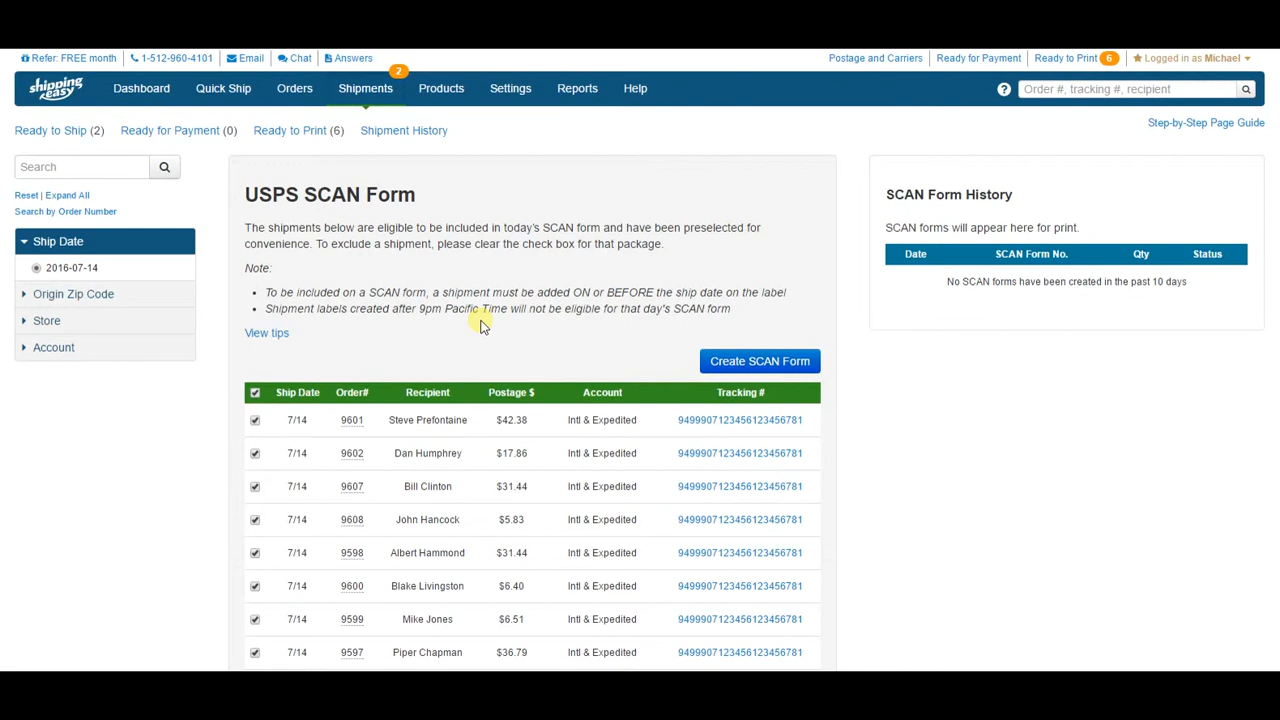 Refer: FREE month 1-512-960-4101 Email Chat Answers Postage and Carriers Ready for Payment Ready to Print 6 Logged in as Michael
shipping easy Dashboard Quick Ship Orders Shipments 2 Products Settings Reports Help ? Order #, tracking #, recipient
Ready to Ship (2) Ready for Payment (0) Ready to Print (6) Shipment History Step-by-Step Page Guide
Search
Reset | Expand All
Search by Order Number
Ship Date
2016-07-14
Origin Zip Code
Store
Account
USPS SCAN Form
The shipments below are eligible to be included in today's SCAN form and have been preselected for
convenience. To exclude a shipment, please clear the check box for that package.
Note:
• To be included on a SCAN form, a shipment must be added ON or BEFORE the ship date on the label
• Shipment labels created after 9pm Pacific Time will not be eligible for that day's SCAN form
View tips
Create SCAN Form
Ship Date Order# Recipient Postage $ Account Tracking #
7/14 9601 Steve Prefontaine $42.38 Intl & Expedited 9499907123456123456781
7/14 9602 Dan Humphrey $17.86 Intl & Expedited 9499907123456123456781
7/14 9607 Bill Clinton $31.44 Intl & Expedited 9499907123456123456781
7/14 9608 John Hancock $5.83 Intl & Expedited 9499907123456123456781
7/14 9598 Albert Hammond $31.44 Intl & Expedited 9499907123456123456781
7/14 9600 Blake Livingston $6.40 Intl & Expedited 9499907123456123456781
7/14 9599 Mike Jones $6.51 Intl & Expedited 9499907123456123456781
7/14 9597 Piper Chapman $36.79 Intl & Expedited 9499907123456123456781
SCAN Form History
SCAN forms will appear here for print.
Date SCAN Form No. Qty Status
No SCAN forms have been created in the past 10 days